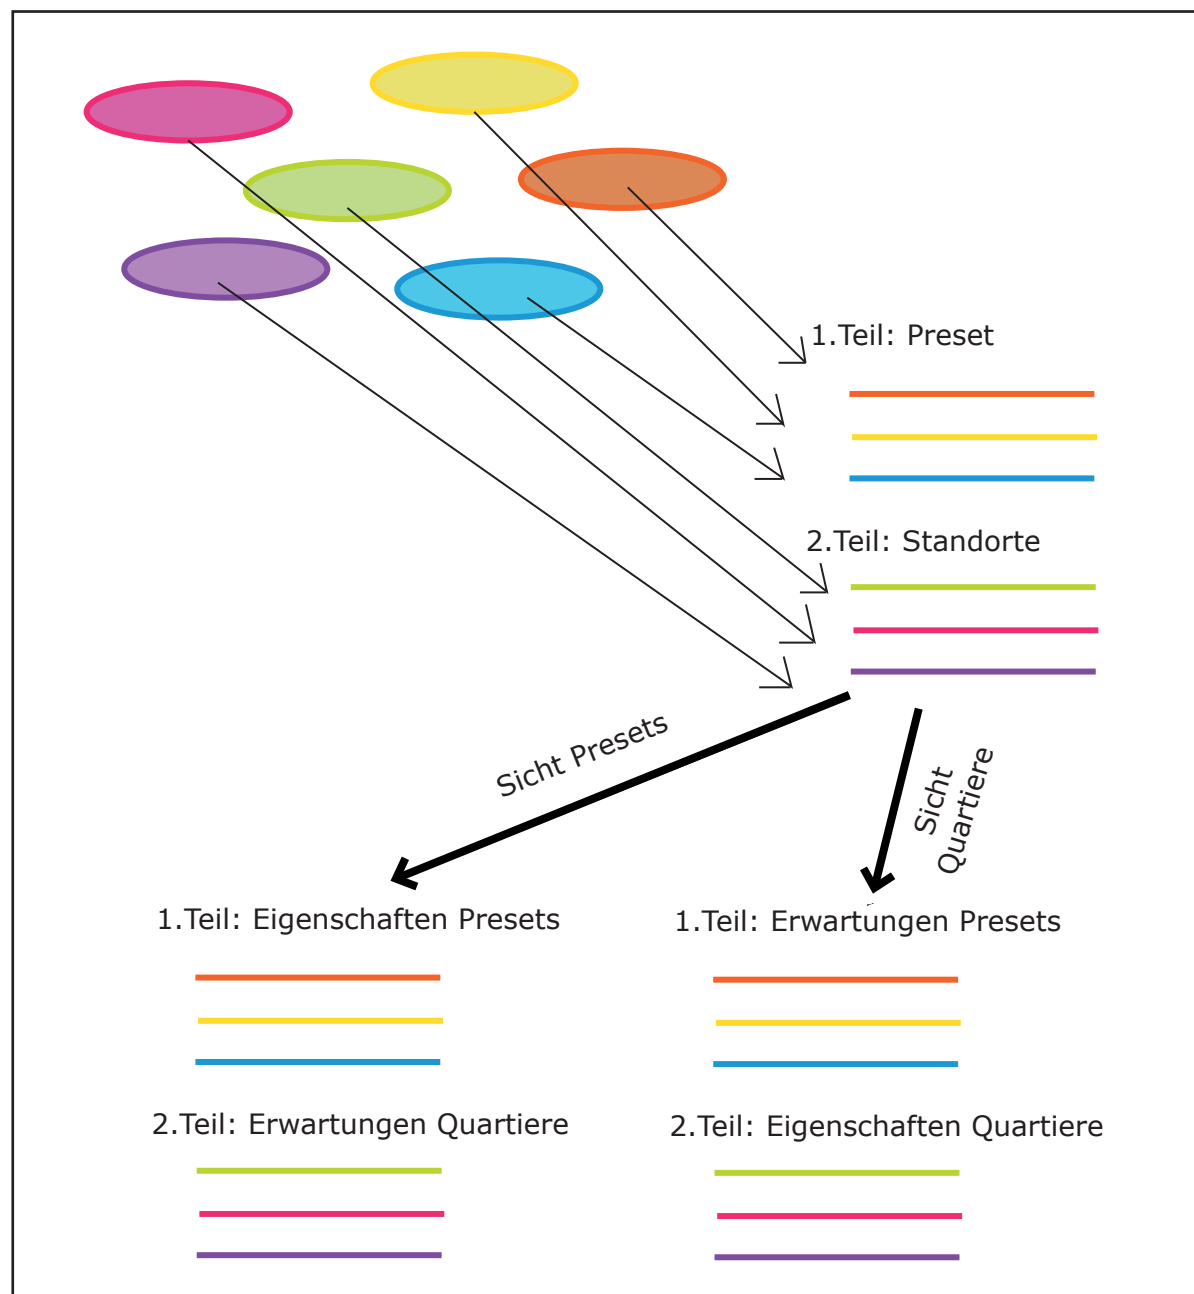 1.Teil: Preset
2.Teil: Standorte
Sicht Presets
Sicht
Quartiere
1.Teil: Eigenschaften Presets
1.Teil: Erwartungen Presets
2.Teil: Erwartungen Quartiere
2.Teil: Eigenschaften Quartiere